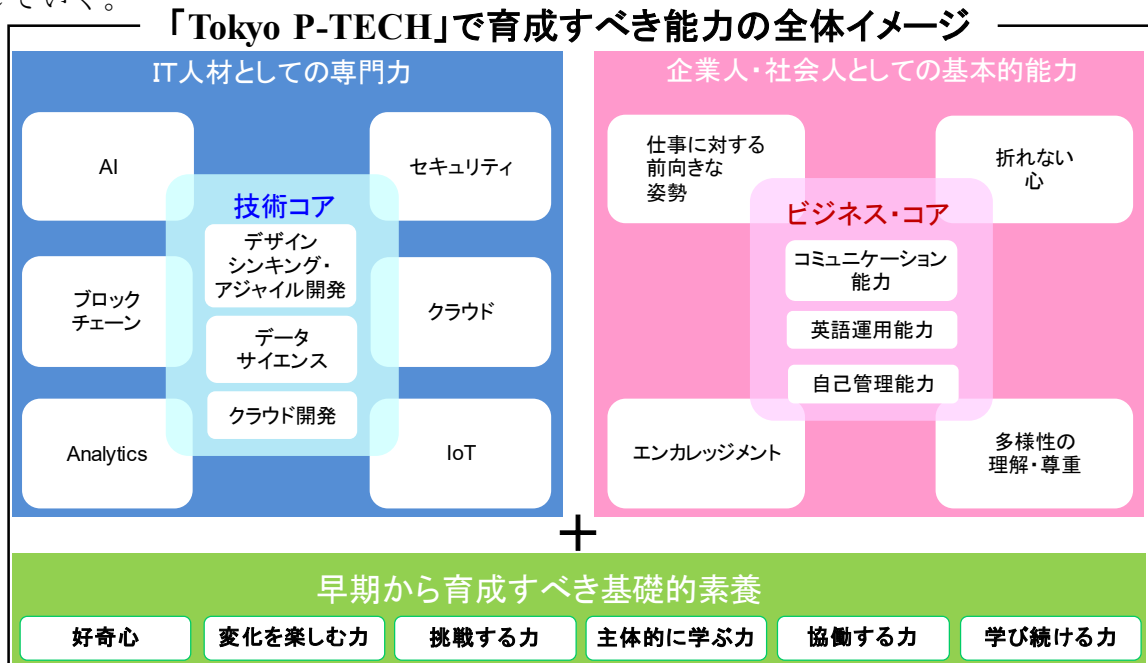 ていく。
「Tokyo P-TECH」で育成すべき能力の全体イメージ
IT人材としての専門力
AI
セキュリティ
技術コア
デザイン
シンキング・
アジャイル開発
ブロック
チェーン
クラウド
データ
サイエンス
クラウド開発
Analytics
IoT
企業人・社会人としての基本的能力
仕事に対する
前向きな
姿勢
折れない
心
ビジネス・コア
コミュニケーション
能力
英語運用能力
自己管理能力
エンカレッジメント
多様性の
理解・尊重
＋
早期から育成すべき基礎的素養
好奇心
変化を楽しむ力
挑戦する力
主体的に学ぶ力
協働する力
学び続ける力